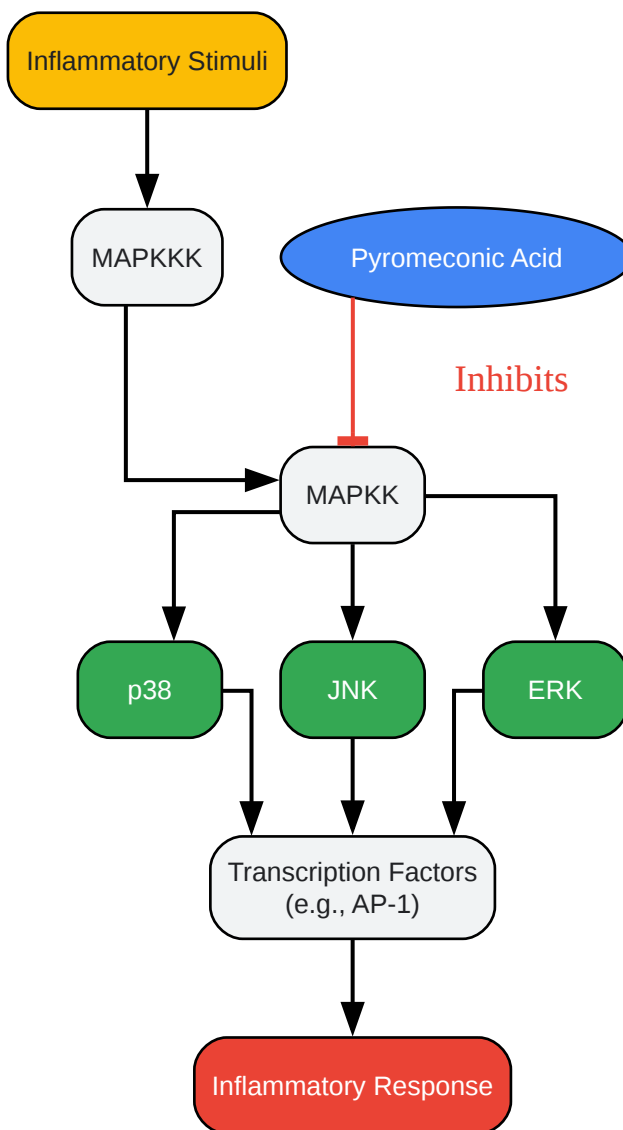 Inflammatory Stimuli
MAPKKK
Pyromeconic Acid
Inhibits
MAPKK
p38
JNK
ERK
Transcription Factors
(e.g., AP-1)
Inflammatory Response